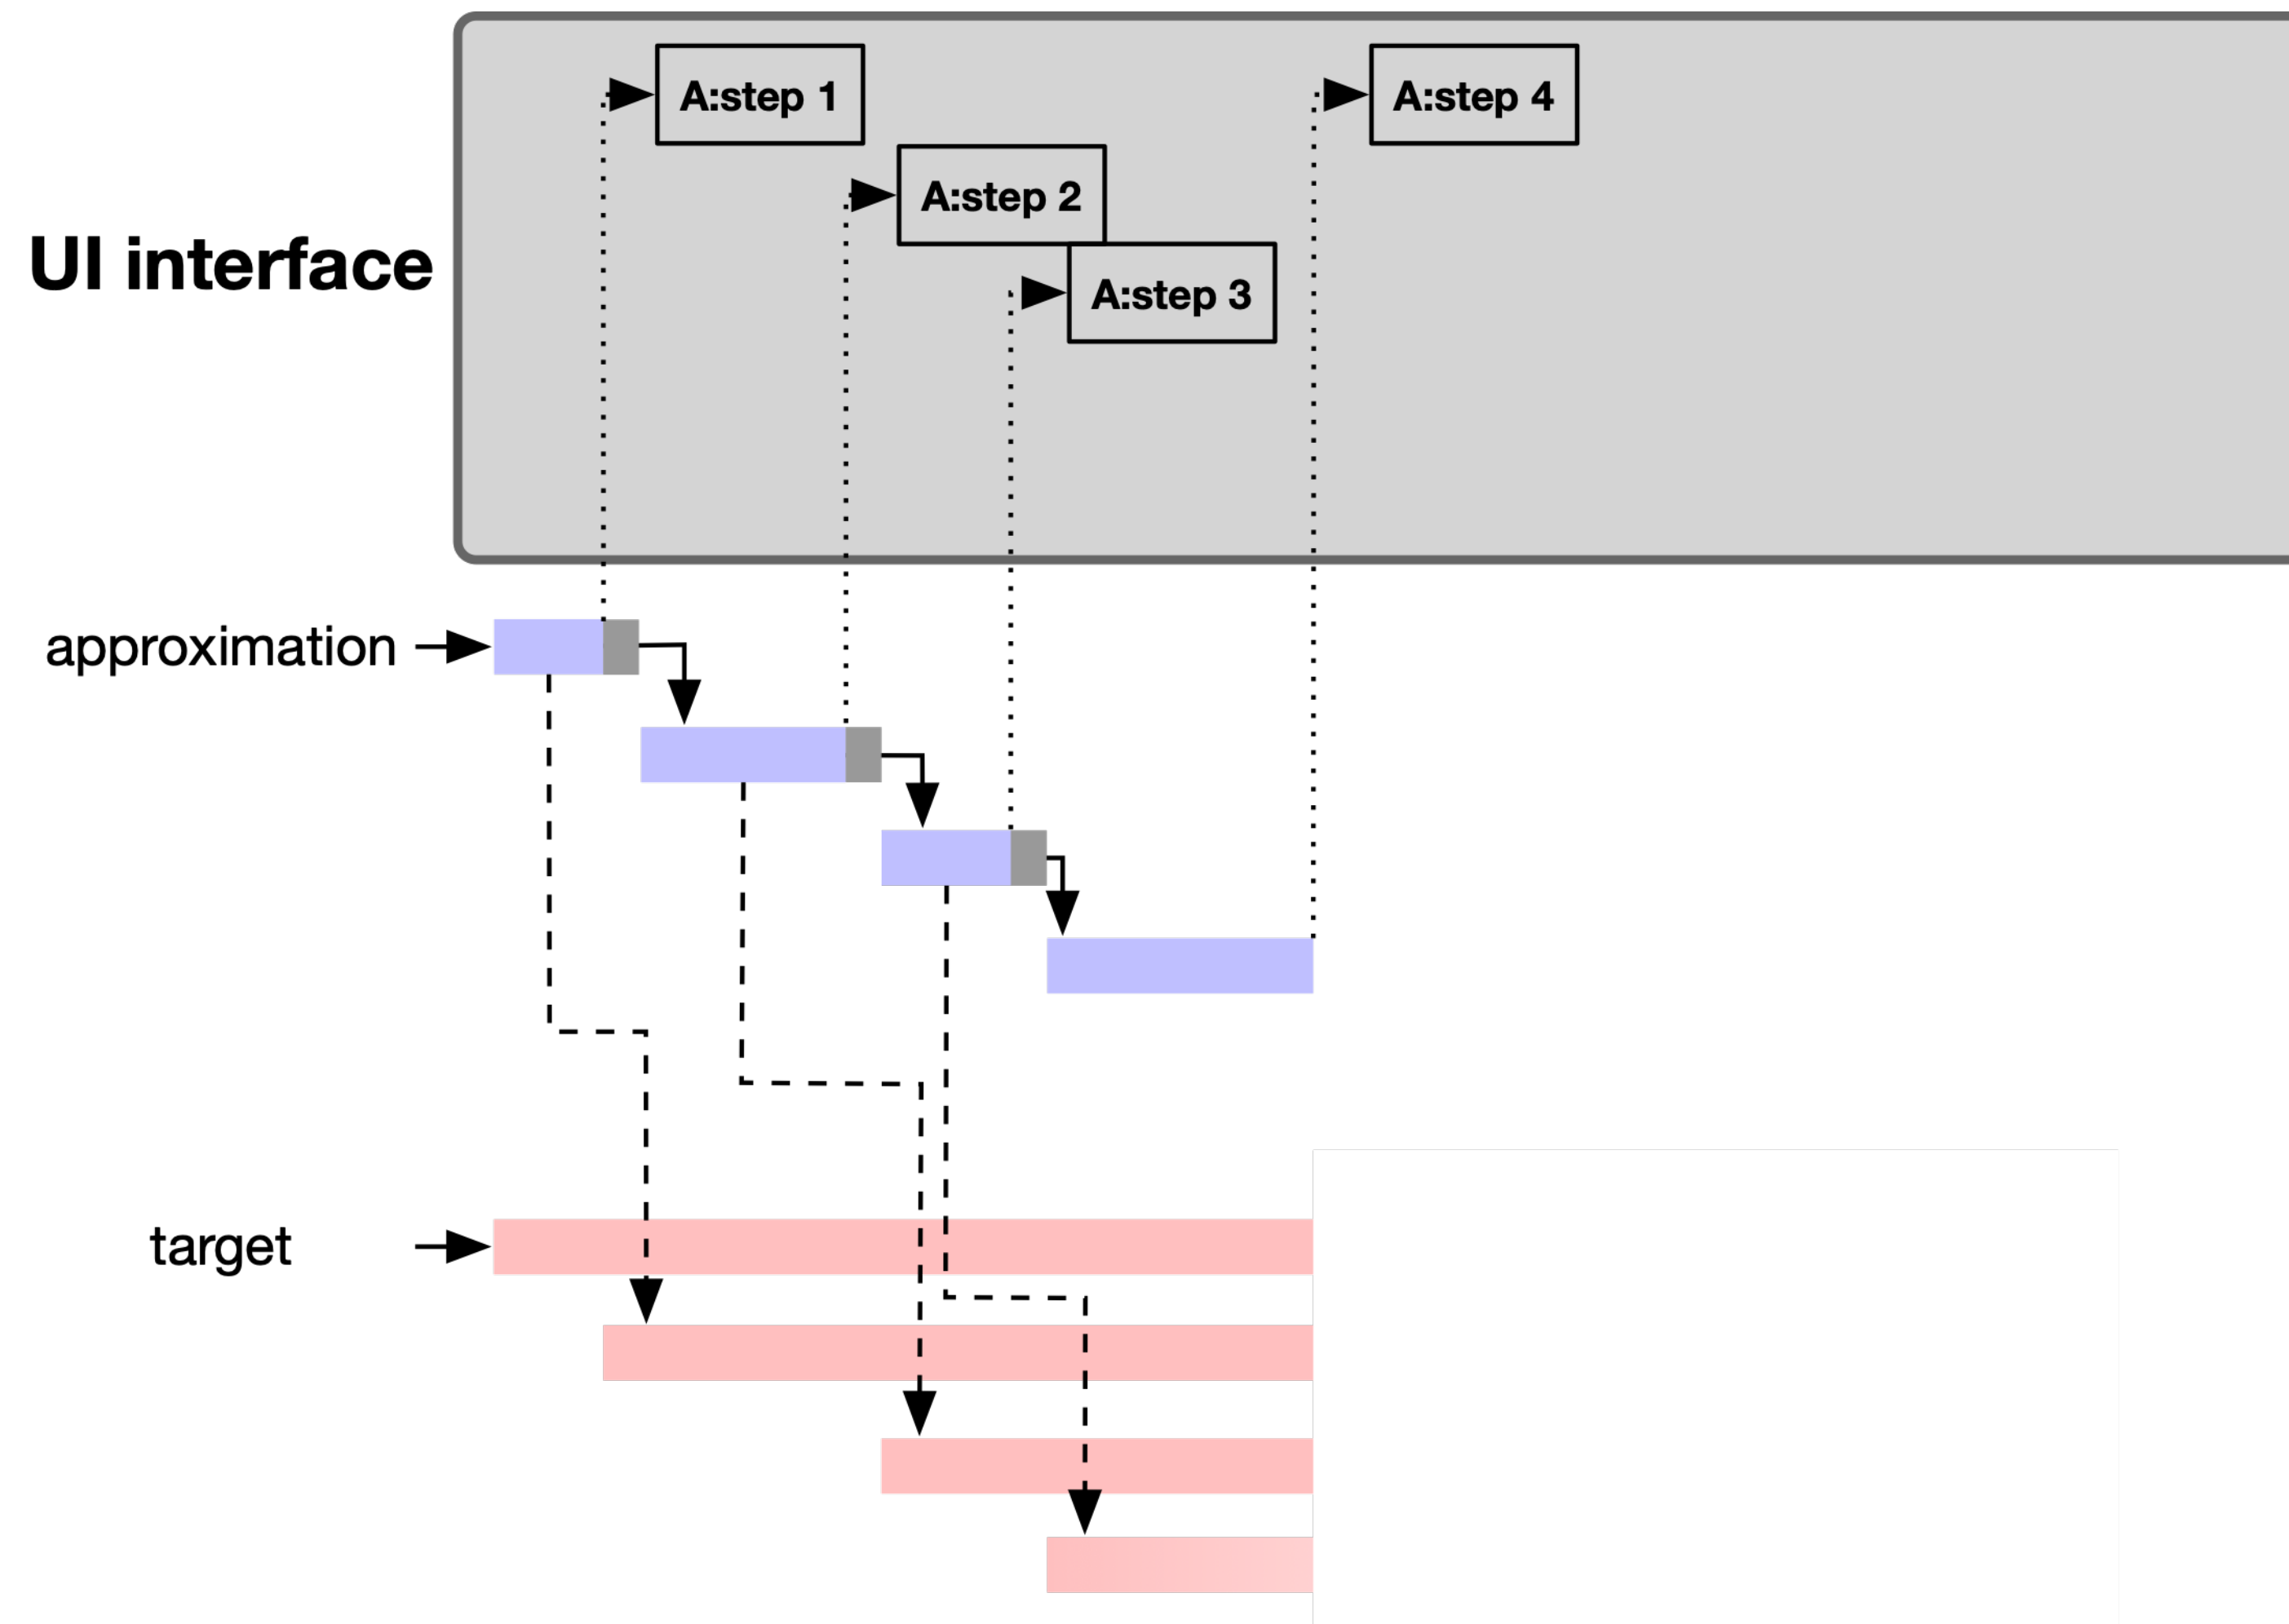 A:step 1
A:step 4
A:step 2
UI interface
A:step 3
approximation
target